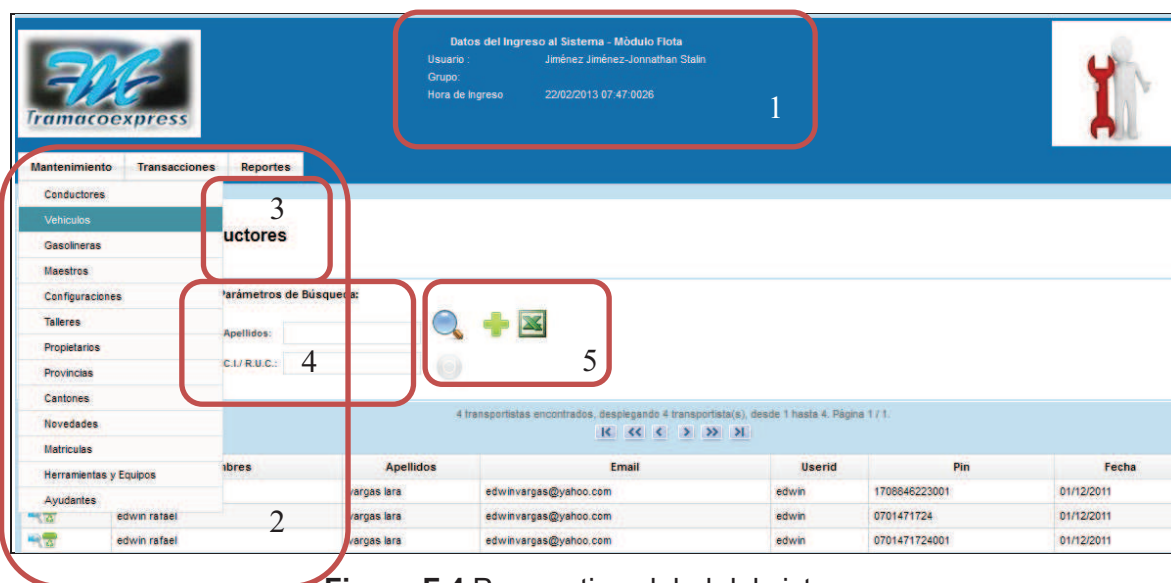 Datos del Ingreso al Sistema - Mòdulo Flota
Usuario : Jiménez Jiménez-Jonnathan Stalin
Grupo:
Hora de Ingreso 22/02/2013 07:47:0026
1
Tramacoexpress
Mantenimiento Transacciones Reportes
Conductores
Vehiculos
Gasolineras
Maestros
Configuraciones
Talleres
Propietarios
Provincias
Cantones
Novedades
Matriculas
Herramientas y Equipos
Ayudantes
3
uctores
Parámetros de Búsqueda:
Apellidos:
C.I./ R.U.C.:
4
5
4 transportistas encontrados, desplegando 4 transportista(s), desde 1 hasta 4. Página 1 / 1.
mbres Apellidos Email Userid Pin Fecha
vargas lara edwinvargas@yahoo.com edwin 1708846223001 01/12/2011
edwin rafael vargas lara edwinvargas@yahoo.com edwin 0701471724 01/12/2011
edwin rafael vargas lara edwinvargas@yahoo.com edwin 0701471724001 01/12/2011
2